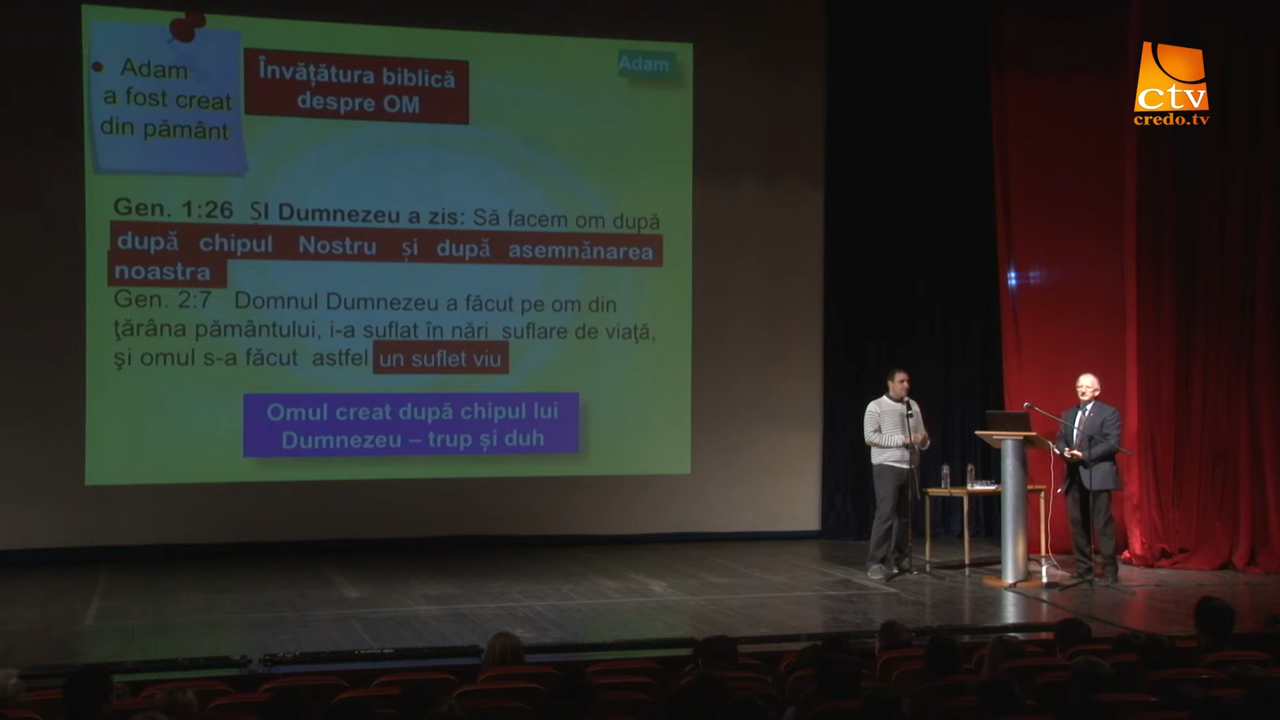 Adam
a fost creat
din pământ
Învățătura biblică
despre OM
Adam
ctv
credo.tv
Gen. 1:26 ȘI Dumnezeu a zis: Să facem om după
după chipul Nostru și după asemnănarea
noastra
Gen. 2:7 Domnul Dumnezeu a făcut pe om din
ţărâna pământului, i-a suflat în nări suflare de viaţă,
şi omul s-a făcut astfel un suflet viu
Omul creat după chipul lui
Dumnezeu – trup și duh